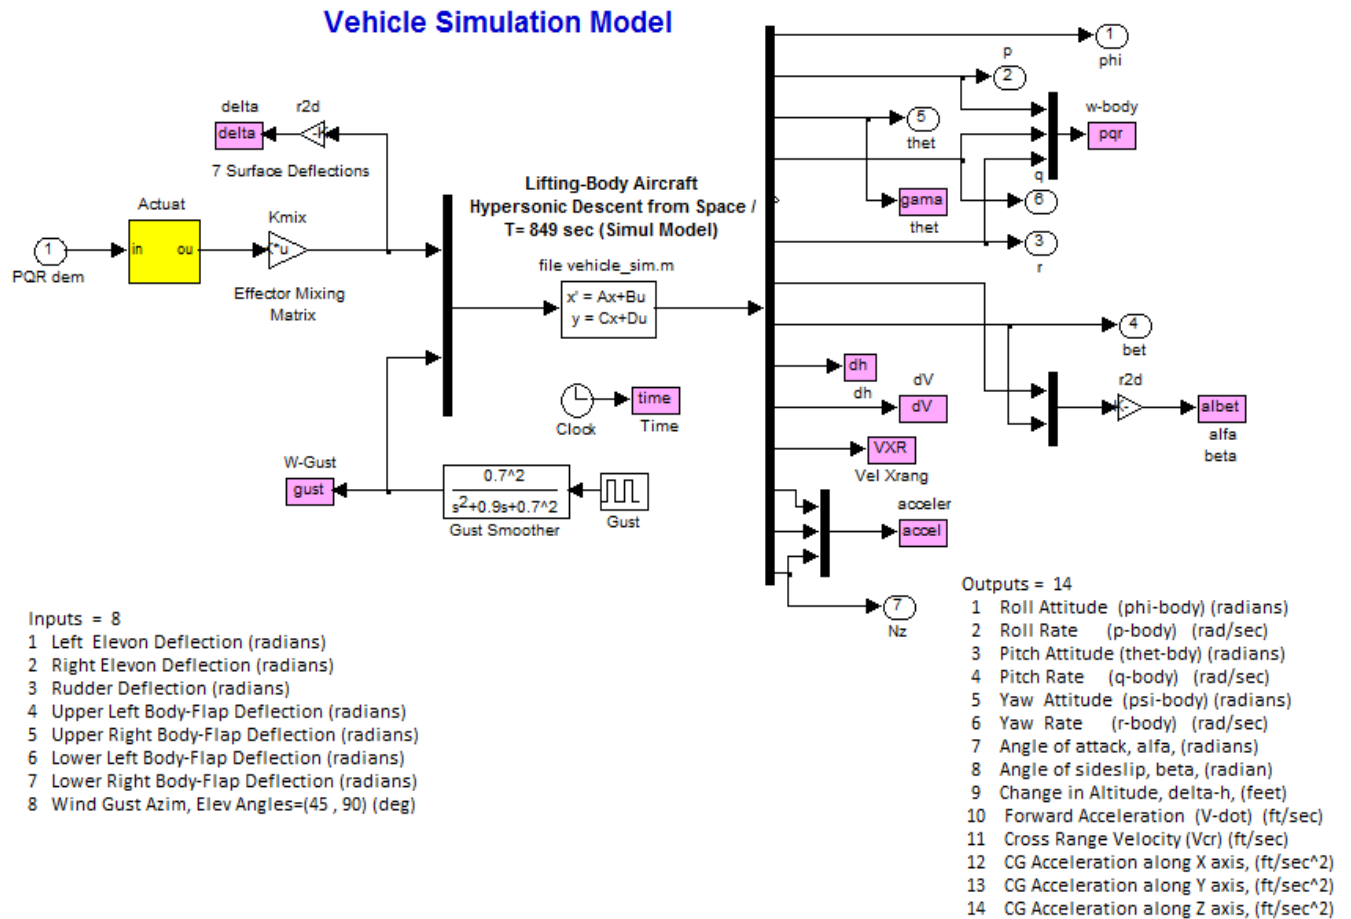 Vehicle Simulation Model
1
phi
p
2
delta
r2d
delta
-K
7 Surface Deflections
5
thet
w-body
pqr
q
6
gama
thet
3
r
Lifting-Body Aircraft
Hypersonic Descent from Space /
T= 849 sec (Simul Model)
file vehicle_sim.m
x' = Ax+Bu
y = Cx+Du
Actuat
in
ou
1
PQR dem
Kmix
*u
Effector Mixing
Matrix
4
bet
r2d
K-
albet
alfa
beta
dh
dh
dV
dV
VXR
Vel Xrang
Clock
time
Time
W-Gust
gust
0.7^2
s^2+0.9s+0.7^2
Gust Smoother
Gust
acceler
accel
7
Nz
Inputs = 8
1 Left Elevon Deflection (radians)
2 Right Elevon Deflection (radians)
3 Rudder Deflection (radians)
4 Upper Left Body-Flap Deflection (radians)
5 Upper Right Body-Flap Deflection (radians)
6 Lower Left Body-Flap Deflection (radians)
7 Lower Right Body-Flap Deflection (radians)
8 Wind Gust Azim, Elev Angles=(45 , 90) (deg)
Outputs = 14
1 Roll Attitude (phi-body) (radians)
2 Roll Rate (p-body) (rad/sec)
3 Pitch Attitude (thet-bdy) (radians)
4 Pitch Rate (q-body) (rad/sec)
5 Yaw Attitude (psi-body) (radians)
6 Yaw Rate (r-body) (rad/sec)
7 Angle of attack, alfa, (radians)
8 Angle of sideslip, beta, (radian)
9 Change in Altitude, delta-h, (feet)
10 Forward Acceleration (V-dot) (ft/sec)
11 Cross Range Velocity (Vcr) (ft/sec)
12 CG Acceleration along X axis, (ft/sec^2)
13 CG Acceleration along Y axis, (ft/sec^2)
14 CG Acceleration along Z axis, (ft/sec^2)